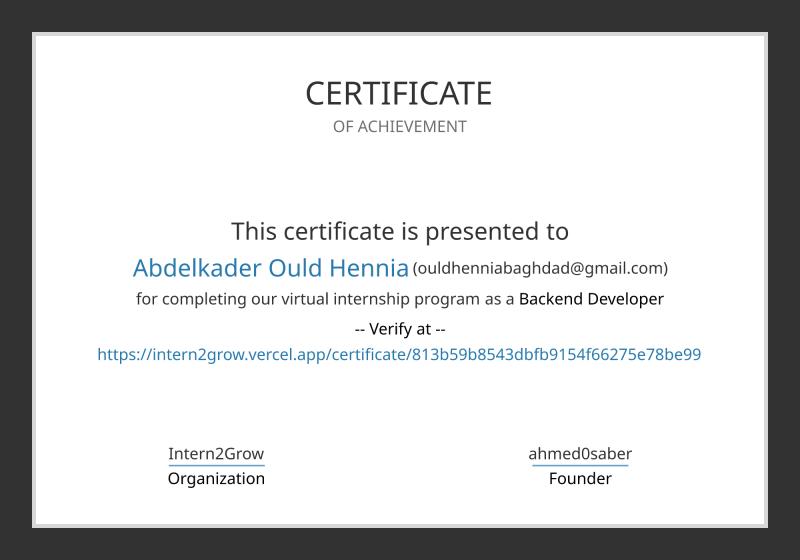 CERTIFICATE
OF ACHIEVEMENT
This certificate is presented to
Abdelkader Ould Hennia (ouldhenniabaghdad@gmail.com)
for completing our virtual internship program as a Backend Developer
-- Verify at --
https://intern2grow.vercel.app/certificate/813b59b8543dbfb9154f66275e78be99
Intern2Grow ahmed0saber
Organization Founder